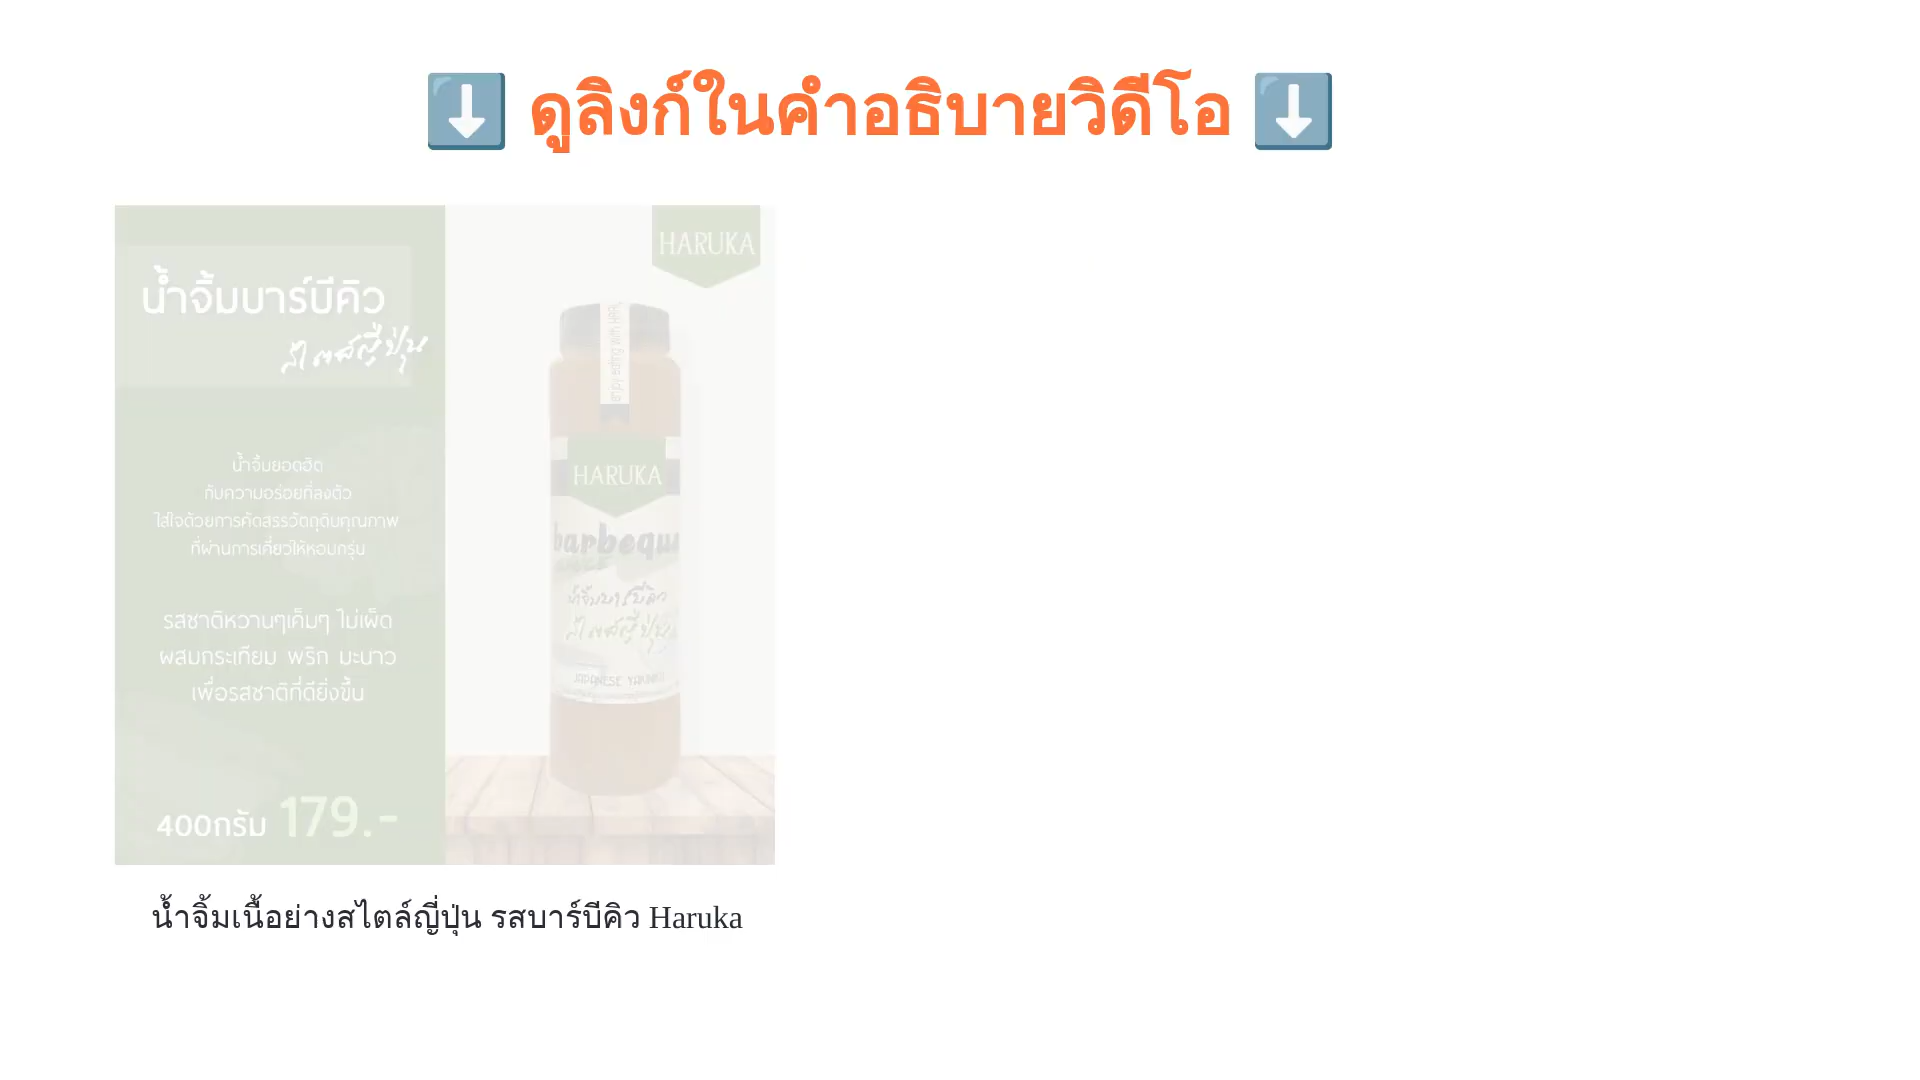 ⬇️ ดูลิงก์ในคำอธิบายวิดีโอ ⬇️
HARUKA
น้ำจิ้มบาร์บีคิว
สไตล์ญี่ปุ่น
น้ำจิ้มยอดฮิต
กับความอร่อยที่ลงตัว
ใส่ใจด้วยการคัดสรรวัตถุดิบคุณภาพ
ที่ผ่านการเคี่ยวให้หอมกรุ่น
รสชาติหวานๆเค็มๆ ไม่เผ็ด
ผสมกระเทียม พริก มะนาว
เพื่อรสชาติที่ดียิ่งขึ้น
400กรัม 179.-
HARUKA
barbeque
น้ำจิ้มบาร์บีคิว
สไตล์ญี่ปุ่น
JAPANESE YAKINIKU
น้ำจิ้มเนื้อย่างสไตล์ญี่ปุ่น รสบาร์บีคิว Haruka